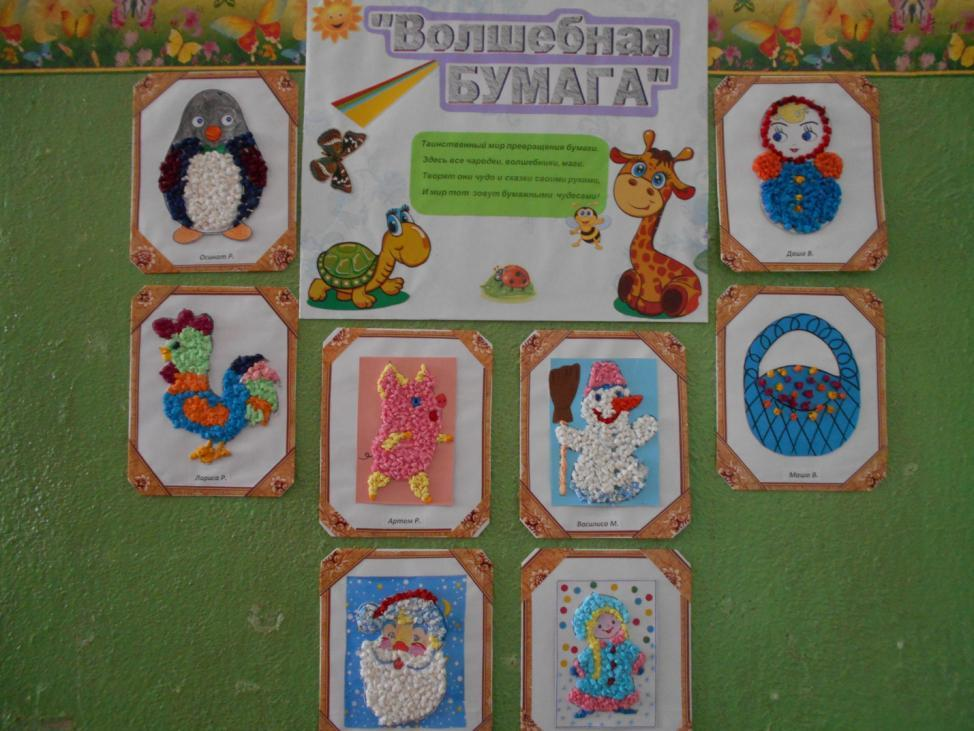 "Волшебная
БУМАГА"
Таинственный мир превращения бумаги.
Здесь все чародеи, волшебники, маги.
Творят они чудо и сказки своими руками,
И мир тот зовут бумажными чудесами!
Осинат Р.
Даша В.
Лариса Р.
Артем Р.
Василиса М.
Маша В.